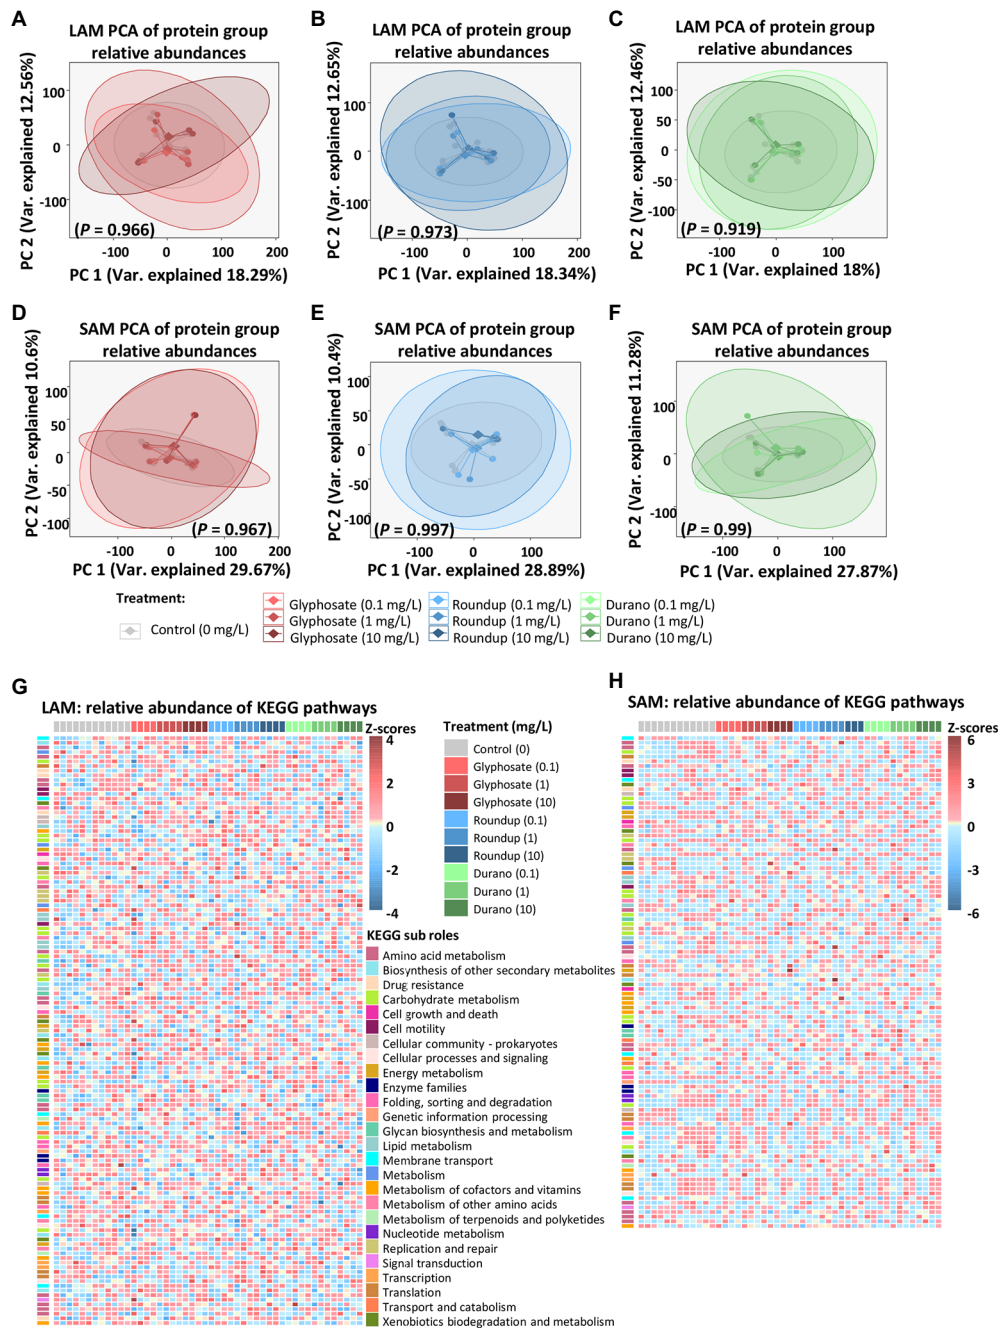 A
LAM PCA of protein group
relative abundances
PC 2 (Var. explained 12.56%)
100
0
-100
(P = 0.966)
-100
0
100
200
PC 1 (Var. explained 18.29%)
B
LAM PCA of protein group
relative abundances
PC 2 (Var. explained 12.65%)
100
0
-100
(P = 0.973)
-100
0
100
200
PC 1 (Var. explained 18.34%)
C
LAM PCA of protein group
relative abundances
PC 2 (Var. explained 12.46%)
100
50
0
-50
-100
(P = 0.919)
-100
0
100
PC 1 (Var. explained 18%)
D
SAM PCA of protein group
relative abundances
PC 2 (Var. explained 10.6%)
100
50
0
-50
-100
(P = 0.967)
-100
0
100
200
PC 1 (Var. explained 29.67%)
E
SAM PCA of protein group
relative abundances
PC 2 (Var. explained 10.4%)
100
50
0
-50
-100
(P = 0.997)
-100
0
100
PC 1 (Var. explained 28.89%)
F
SAM PCA of protein group
relative abundances
PC 2 (Var. explained 11.28%)
100
0
-100
(P = 0.99)
-100
0
100
PC 1 (Var. explained 27.87%)
Treatment:
Control (0 mg/L)
Glyphosate (0.1 mg/L)
Glyphosate (1 mg/L)
Glyphosate (10 mg/L)
Roundup (0.1 mg/L)
Roundup (1 mg/L)
Roundup (10 mg/L)
Durano (0.1 mg/L)
Durano (1 mg/L)
Durano (10 mg/L)
G
LAM: relative abundance of KEGG pathways
Z-scores
4
2
0
-2
-4
Treatment (mg/L)
Control (0)
Glyphosate (0.1)
Glyphosate (1)
Glyphosate (10)
Roundup (0.1)
Roundup (1)
Roundup (10)
Durano (0.1)
Durano (1)
Durano (10)
KEGG sub roles
Amino acid metabolism
Biosynthesis of other secondary metabolites
Drug resistance
Carbohydrate metabolism
Cell growth and death
Cell motility
Cellular community - prokaryotes
Cellular processes and signaling
Energy metabolism
Enzyme families
Folding, sorting and degradation
Genetic information processing
Glycan biosynthesis and metabolism
Lipid metabolism
Membrane transport
Metabolism
Metabolism of cofactors and vitamins
Metabolism of other amino acids
Metabolism of terpenoids and polyketides
Nucleotide metabolism
Replication and repair
Signal transduction
Transcription
Translation
Transport and catabolism
Xenobiotics biodegradation and metabolism
H
SAM: relative abundance of KEGG pathways
Z-scores
6
3
0
-3
-6